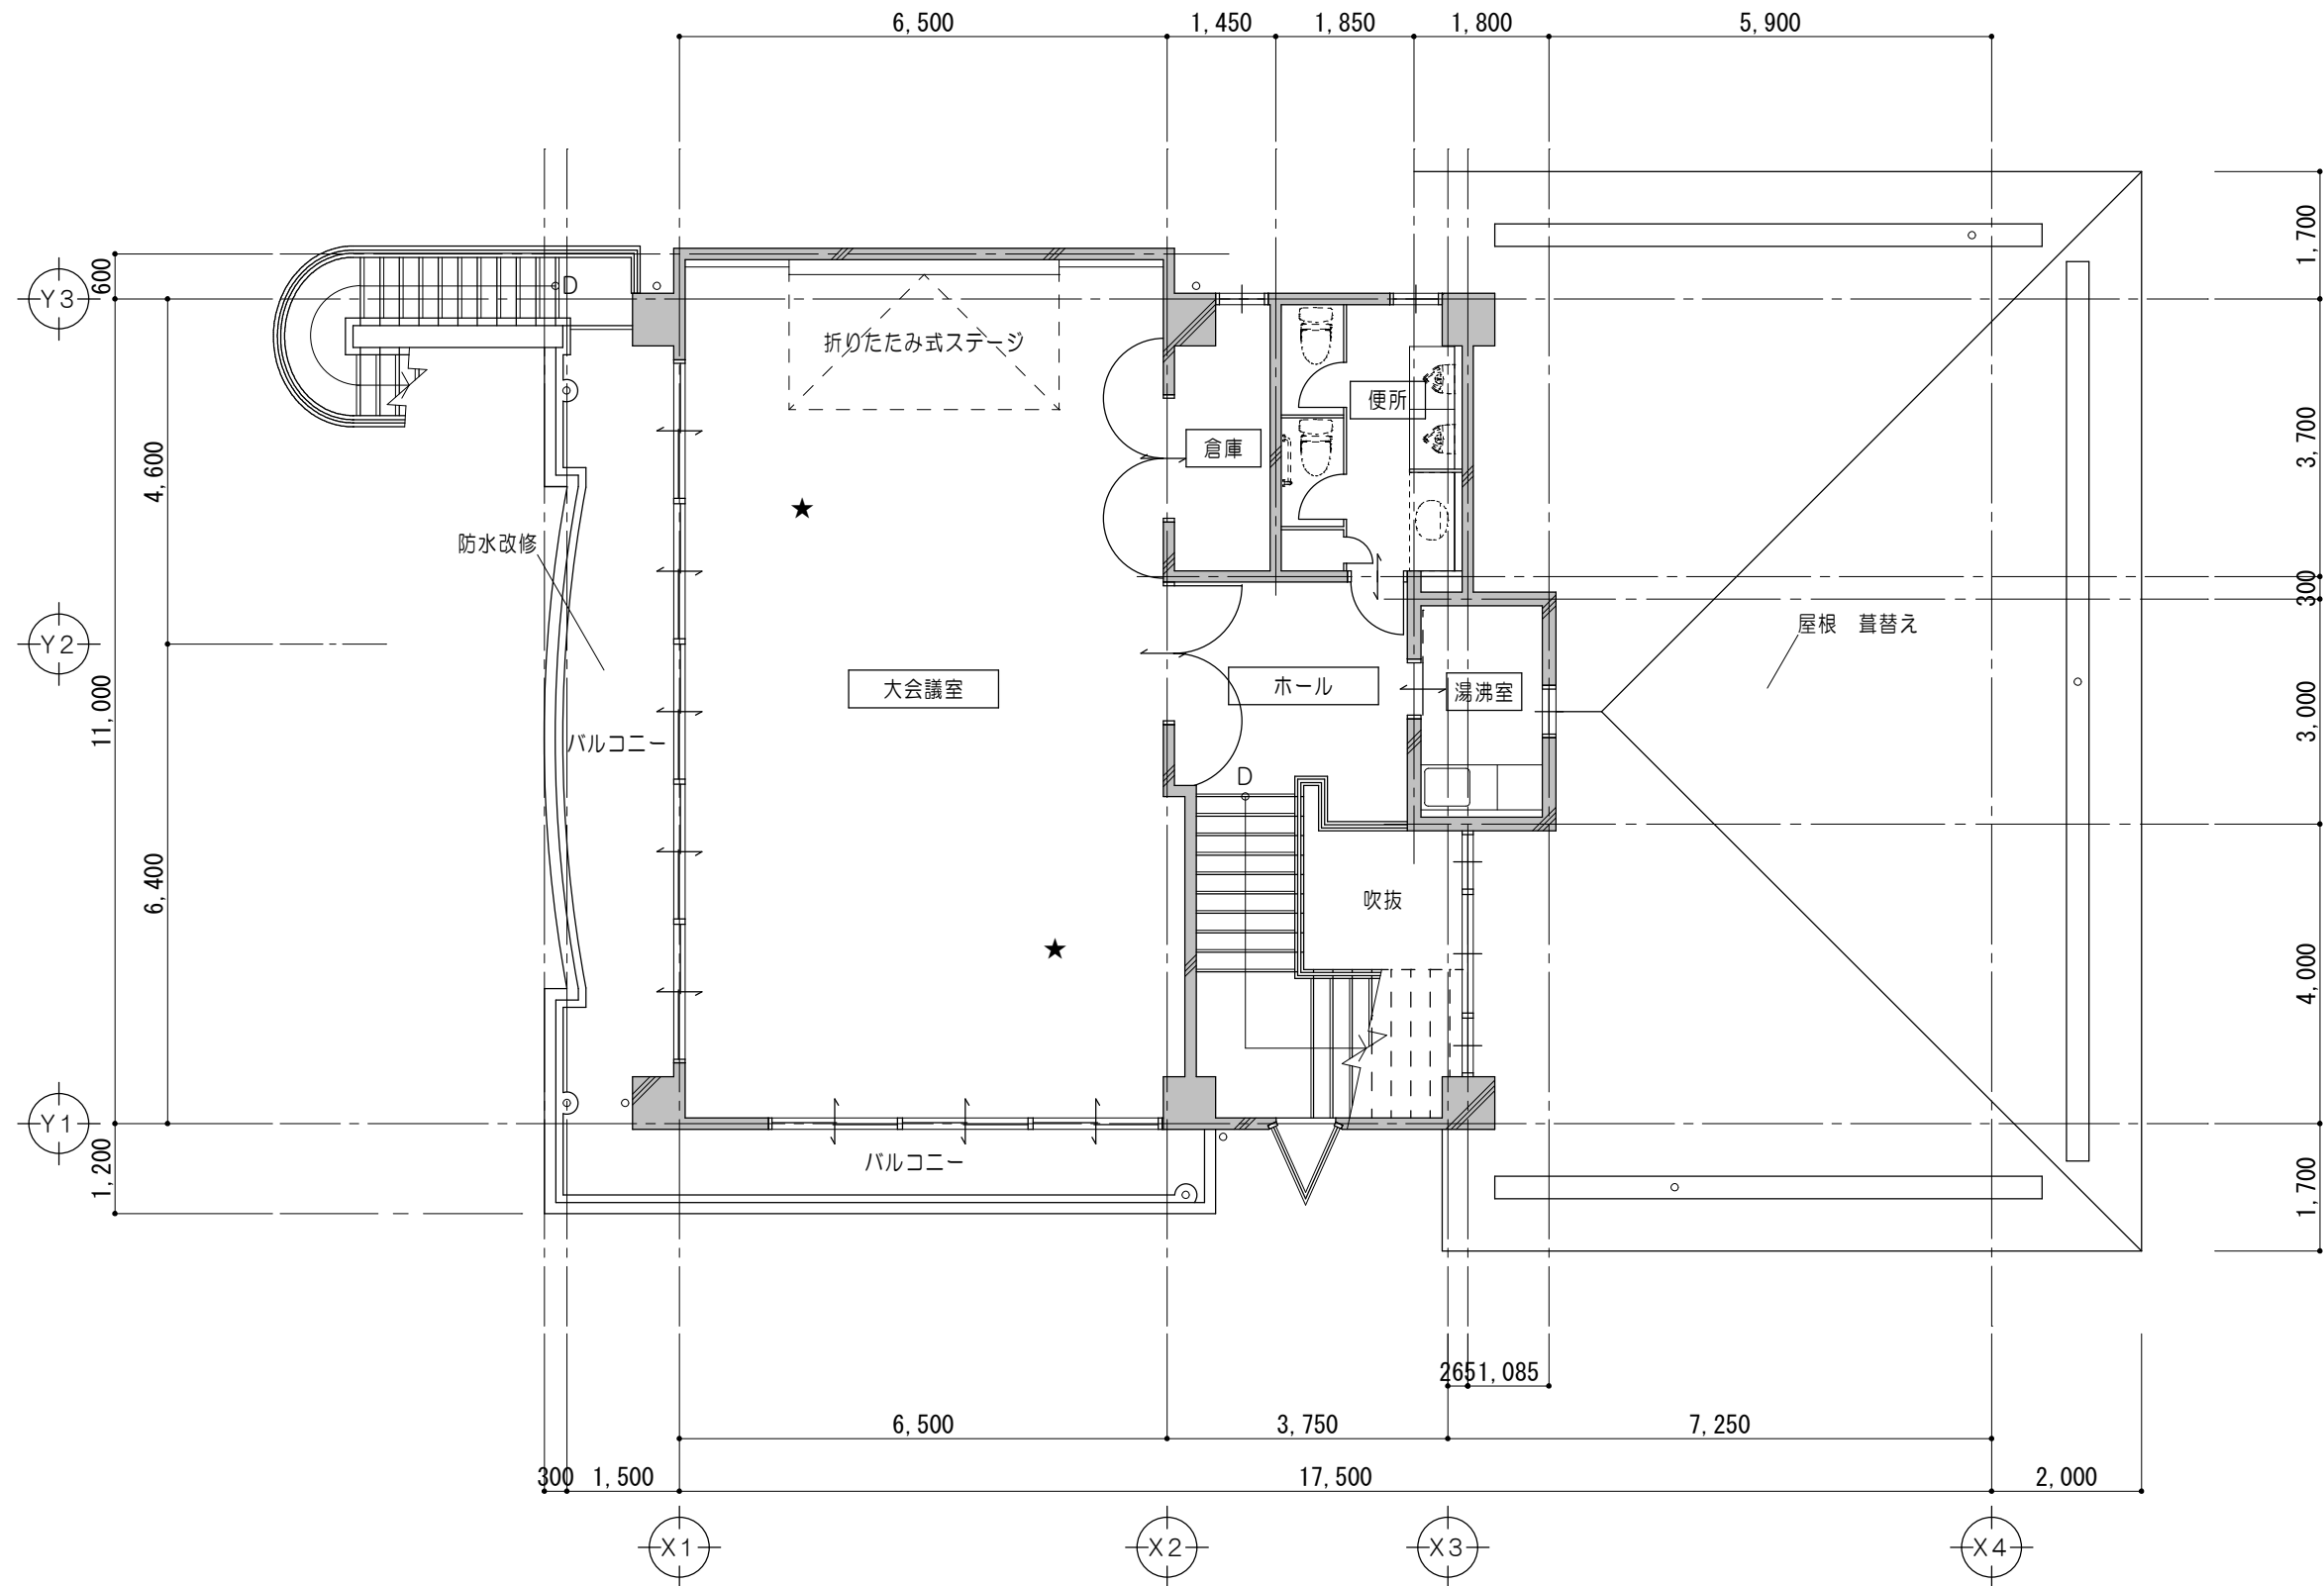 6,500 1,450 1,850 1,800 5,900
1,700
600
Y3
D
折りたたみ式ステージ
便所
倉庫
3,700
4,600
★
防水改修
300
屋根　葺替え
Y2
大会議室
ホール
湯沸室
11,000
3,000
バルコニー
D
6,400
吹抜
★
4,000
Y1
バルコニー
1,200
1,700
265 1,085
6,500 3,750 7,250
300 1,500 17,500 2,000
X1 X2 X3 X4